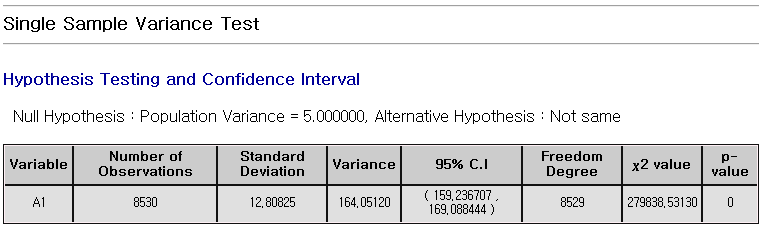 Single Sample Variance Test
Hypothesis Testing and Confidence Interval
Null Hypothesis : Population Variance = 5.000000, Alternative Hypothesis : Not same
Variable Number of Observations Standard Deviation Variance 95% C.I Freedom Degree χ2 value p-value
A1 8530 12.80825 164.05120 ( 159.236707 , 169.088444 ) 8529 279838.53130 0